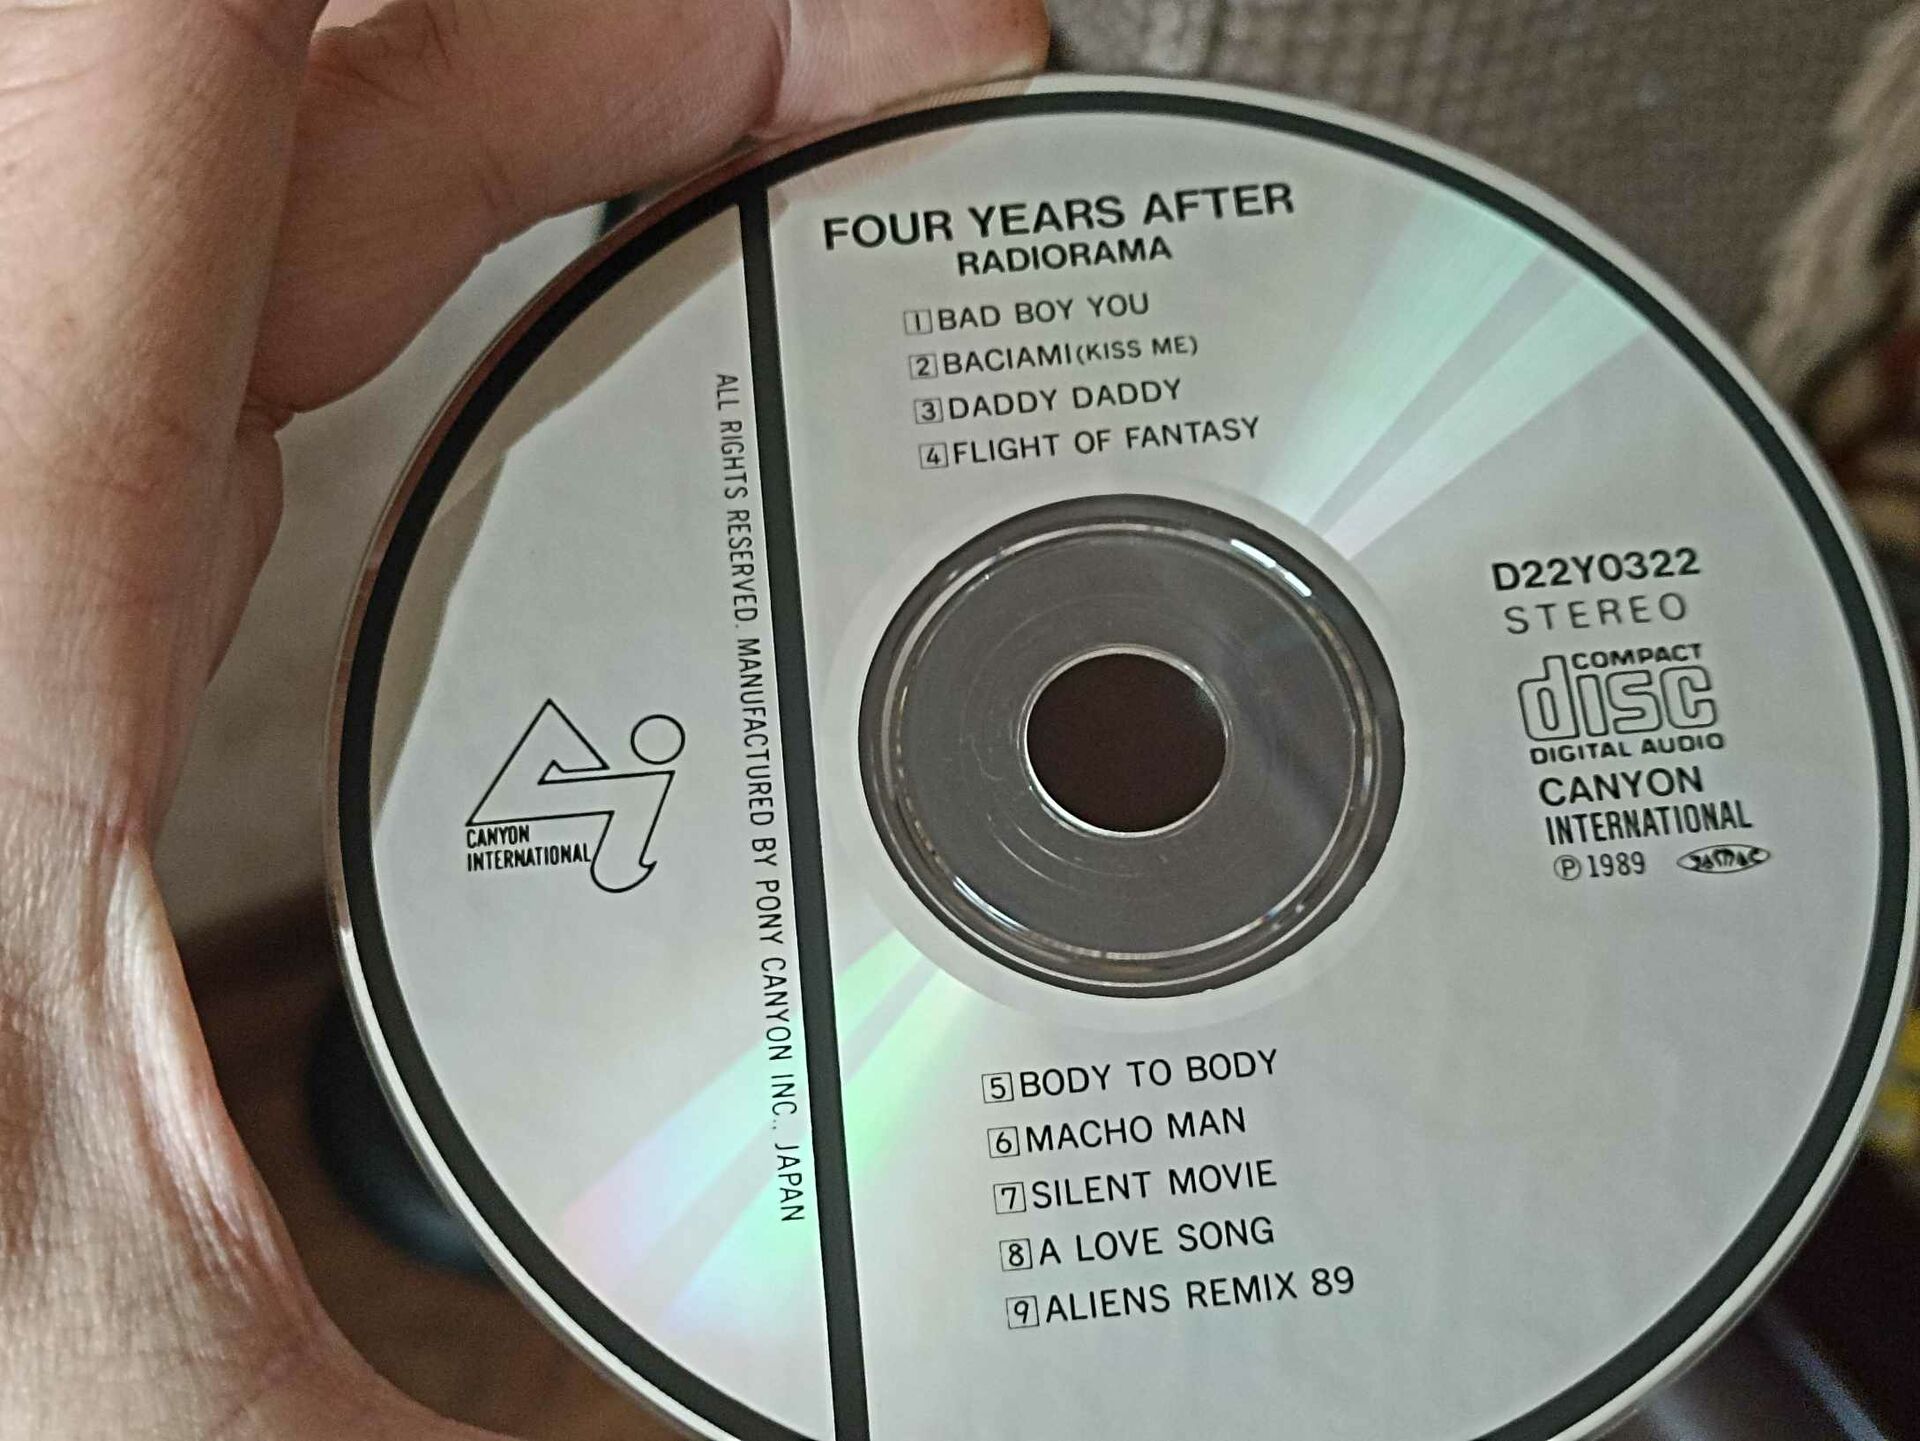 FOUR YEARS AFTER
RADIORAMA
1 BAD BOY YOU
2 BACIAMI (KISS ME)
3 DADDY DADDY
4 FLIGHT OF FANTASY
ALL RIGHTS RESERVED. MANUFACTURED BY PONY CANYON INC., JAPAN
CANYON
INTERNATIONAL
D22Y0322
STEREO
COMPACT
disc
DIGITAL AUDIO
CANYON
INTERNATIONAL
Ⓟ 1989 JASRAC
5 BODY TO BODY
6 MACHO MAN
7 SILENT MOVIE
8 A LOVE SONG
9 ALIENS REMIX 89